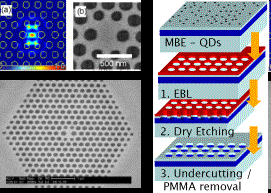 (a)
(b)
500 nm
MBE - QDs
1. EBL
2. Dry Etching
3. Undercutting /
PMMA removal